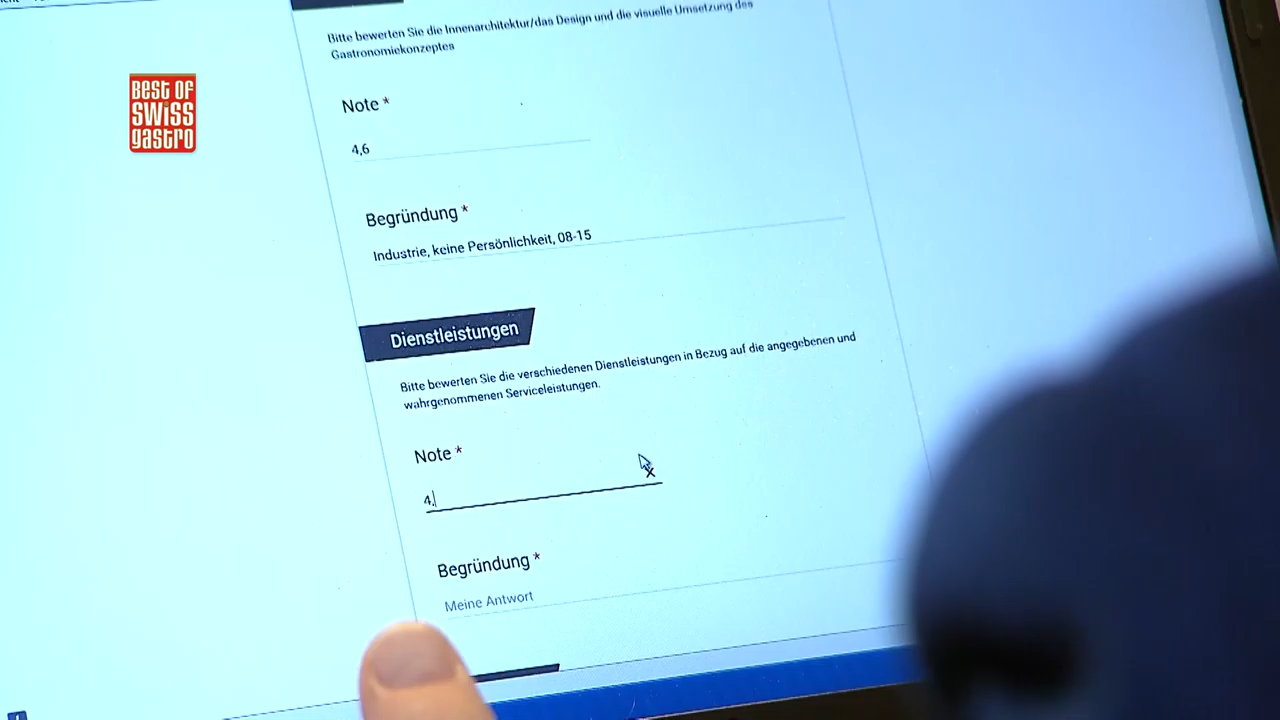 BEST OF
SWISS
gastro
Bitte bewerten Sie die Innenarchitektur/das Design und die visuelle Umsetzung des
Gastronomiekonzeptes
Note *
4,6
Begründung *
Industrie, keine Persönlichkeit, 08-15
Dienstleistungen
Bitte bewerten Sie die verschiedenen Dienstleistungen in Bezug auf die angegebenen und
wahrgenommenen Serviceleistungen.
Note *
4,
Begründung *
Meine Antwort